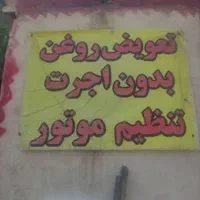 تعویض روغن
بدون اجرت
تنظیم موتور